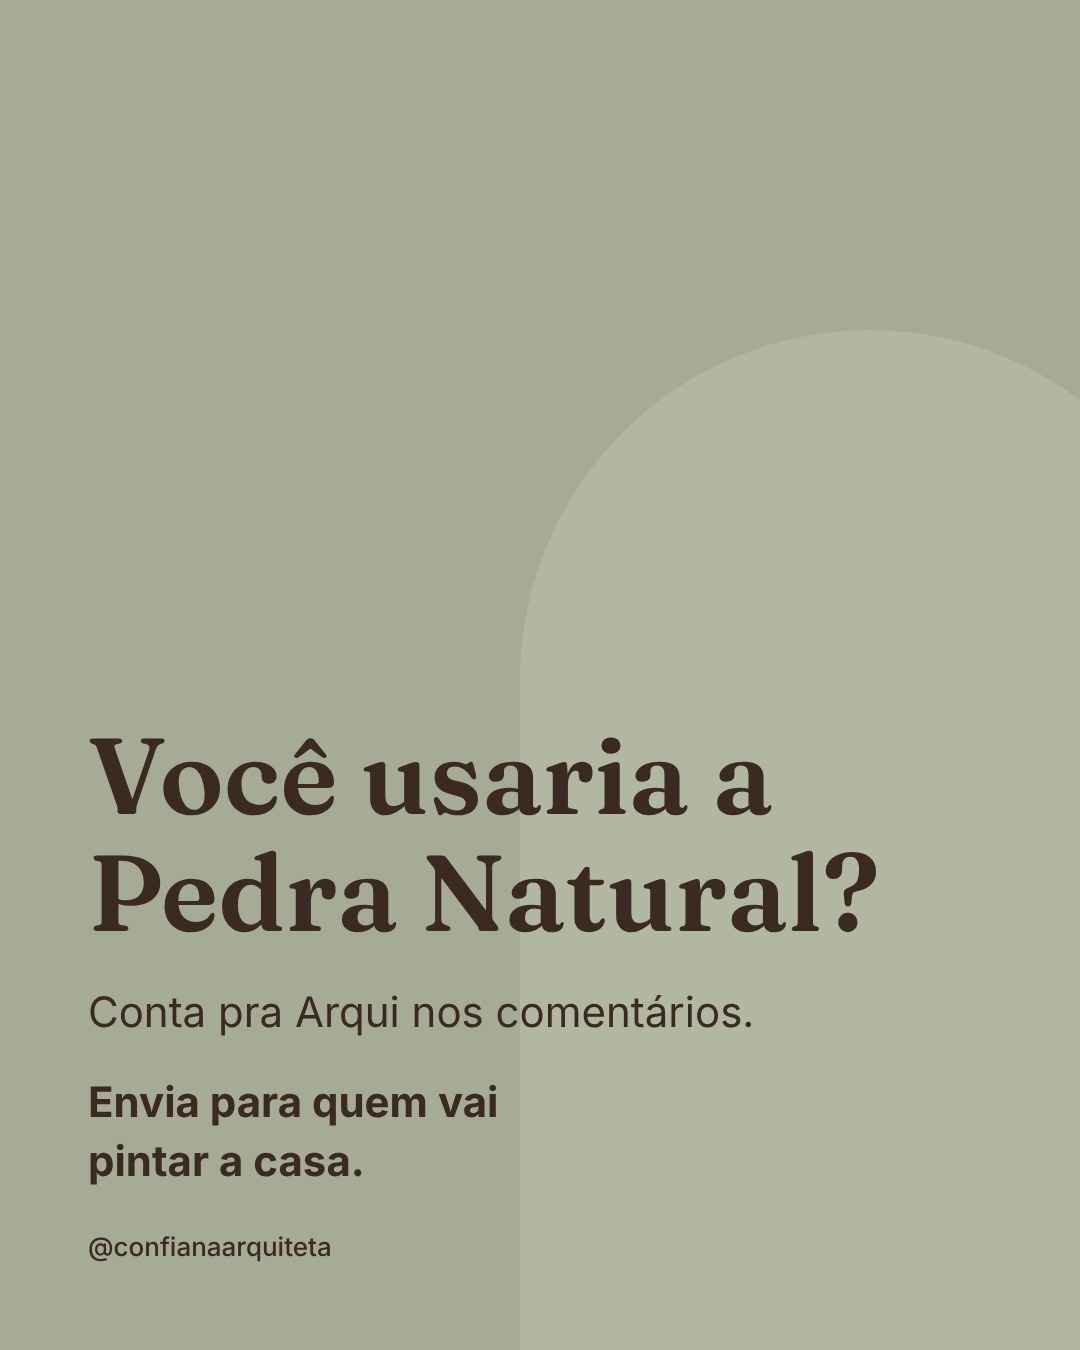 Você usaria a
Pedra Natural?
Conta pra Arqui nos comentários.
Envia para quem vai
pintar a casa.
@confianaarquiteta